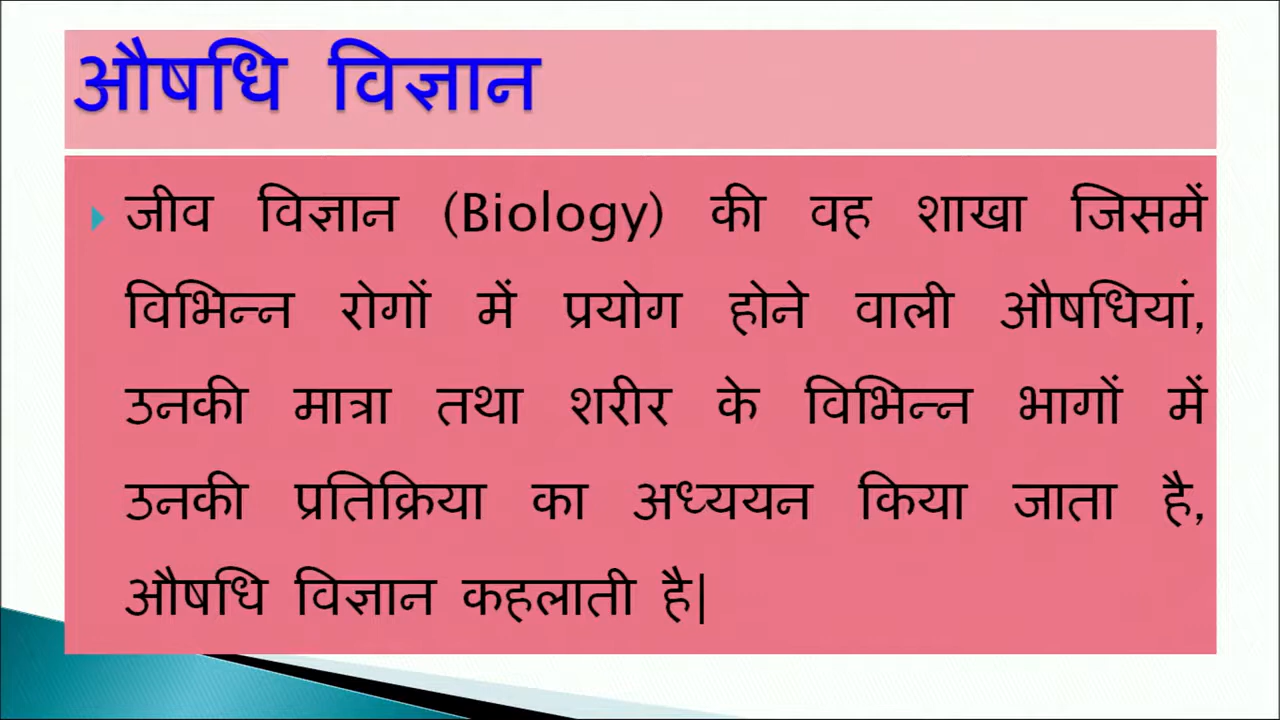 औषधि विज्ञान
जीव विज्ञान (Biology) की वह शाखा जिसमें
विभिन्न रोगों में प्रयोग होने वाली औषधियां,
उनकी मात्रा तथा शरीर के विभिन्न भागों में
उनकी प्रतिक्रिया का अध्ययन किया जाता है,
औषधि विज्ञान कहलाती है|